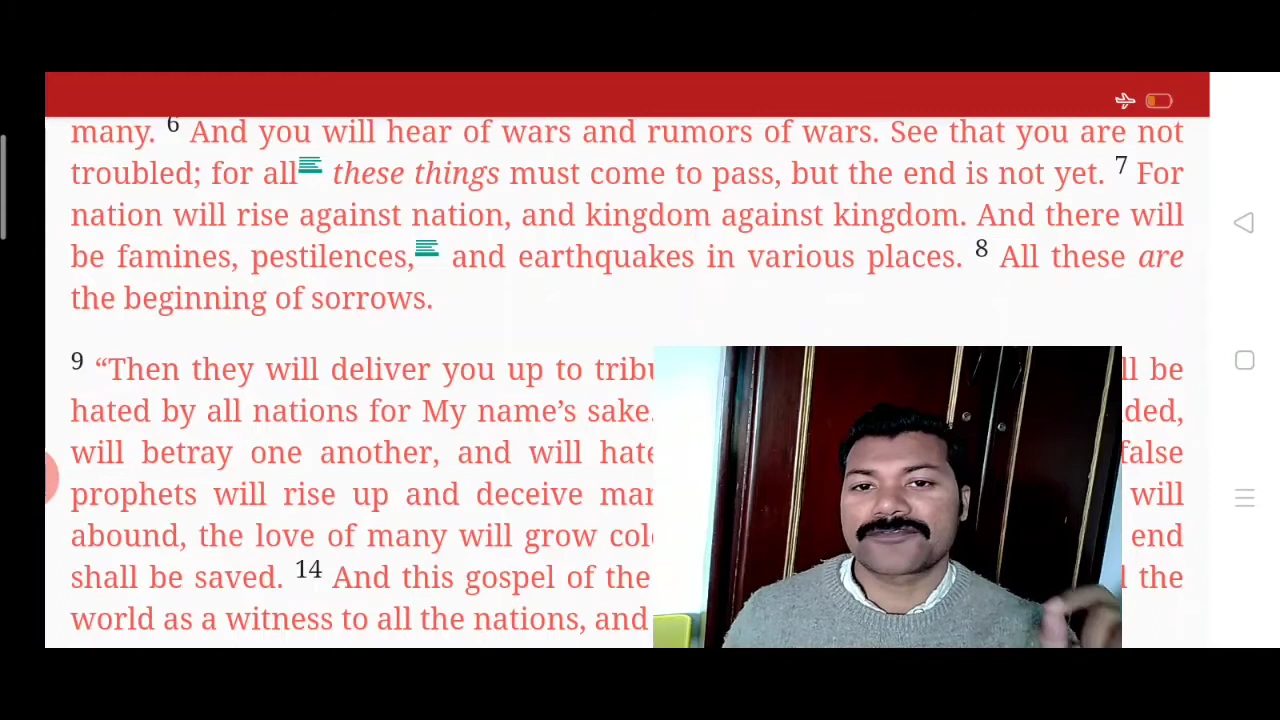 many. 6 And you will hear of wars and rumors of wars. See that you are not
troubled; for all these things must come to pass, but the end is not yet. 7 For
nation will rise against nation, and kingdom against kingdom. And there will
be famines, pestilences, and earthquakes in various places. 8 All these are
the beginning of sorrows.
9 “Then they will deliver you up to tribu ll be
hated by all nations for My name’s sake. ded,
will betray one another, and will hate false
prophets will rise up and deceive man will
abound, the love of many will grow col end
shall be saved. 14 And this gospel of the the
world as a witness to all the nations, and